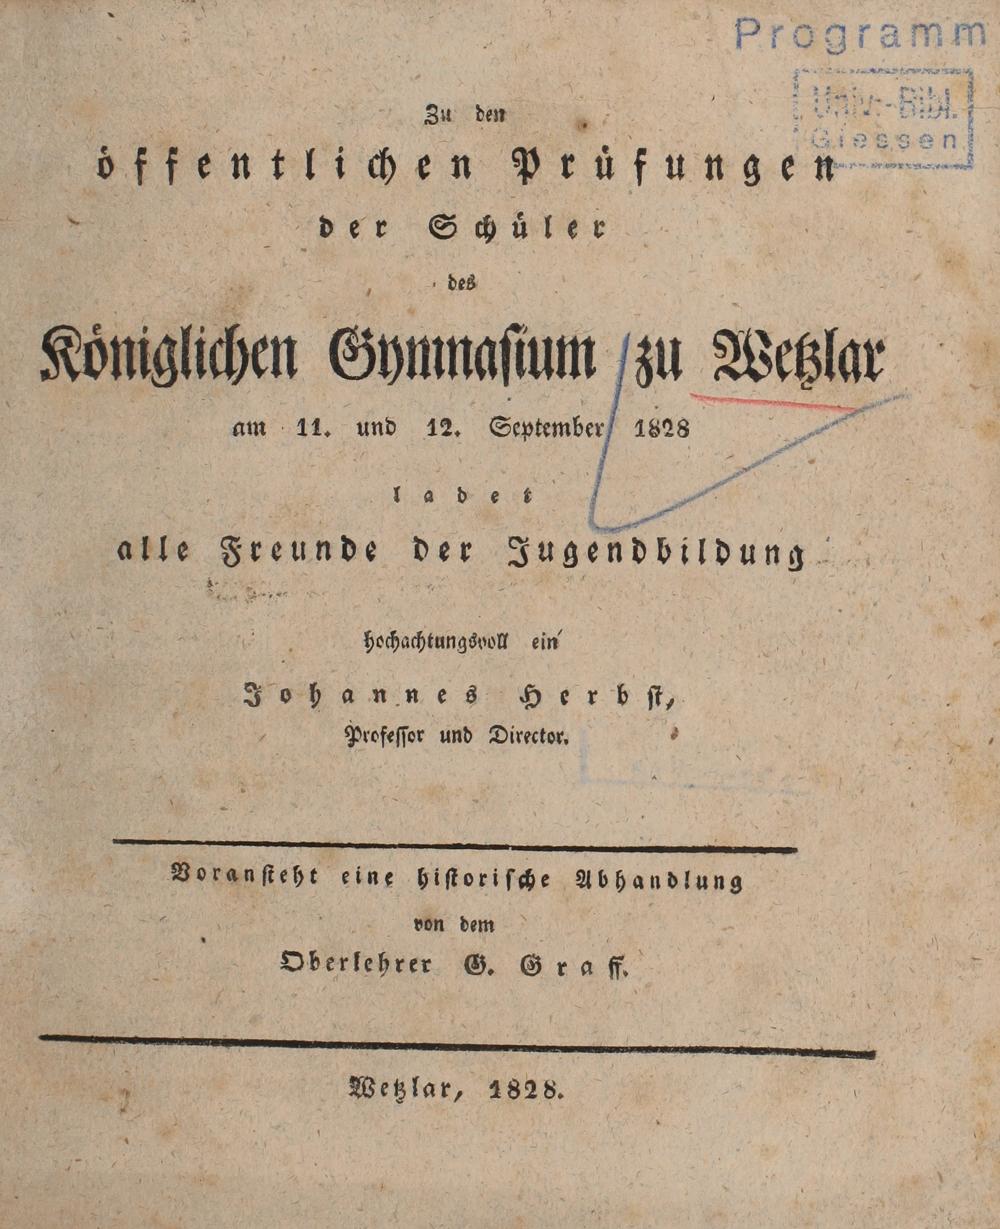 Programm
Univ.-Bibl.
Giessen
Zu den
öffentlichen Prüfungen
der Schüler
des
Königlichen Gymnasium zu Wetzlar
am 11. und 12. September 1828
ladet
alle Freunde der Jugendbildung
hochachtungsvoll ein
Johannes Herbst,
Professor und Director.
Voransteht eine historische Abhandlung
von dem
Oberlehrer G. Graff.
Wetzlar, 1828.